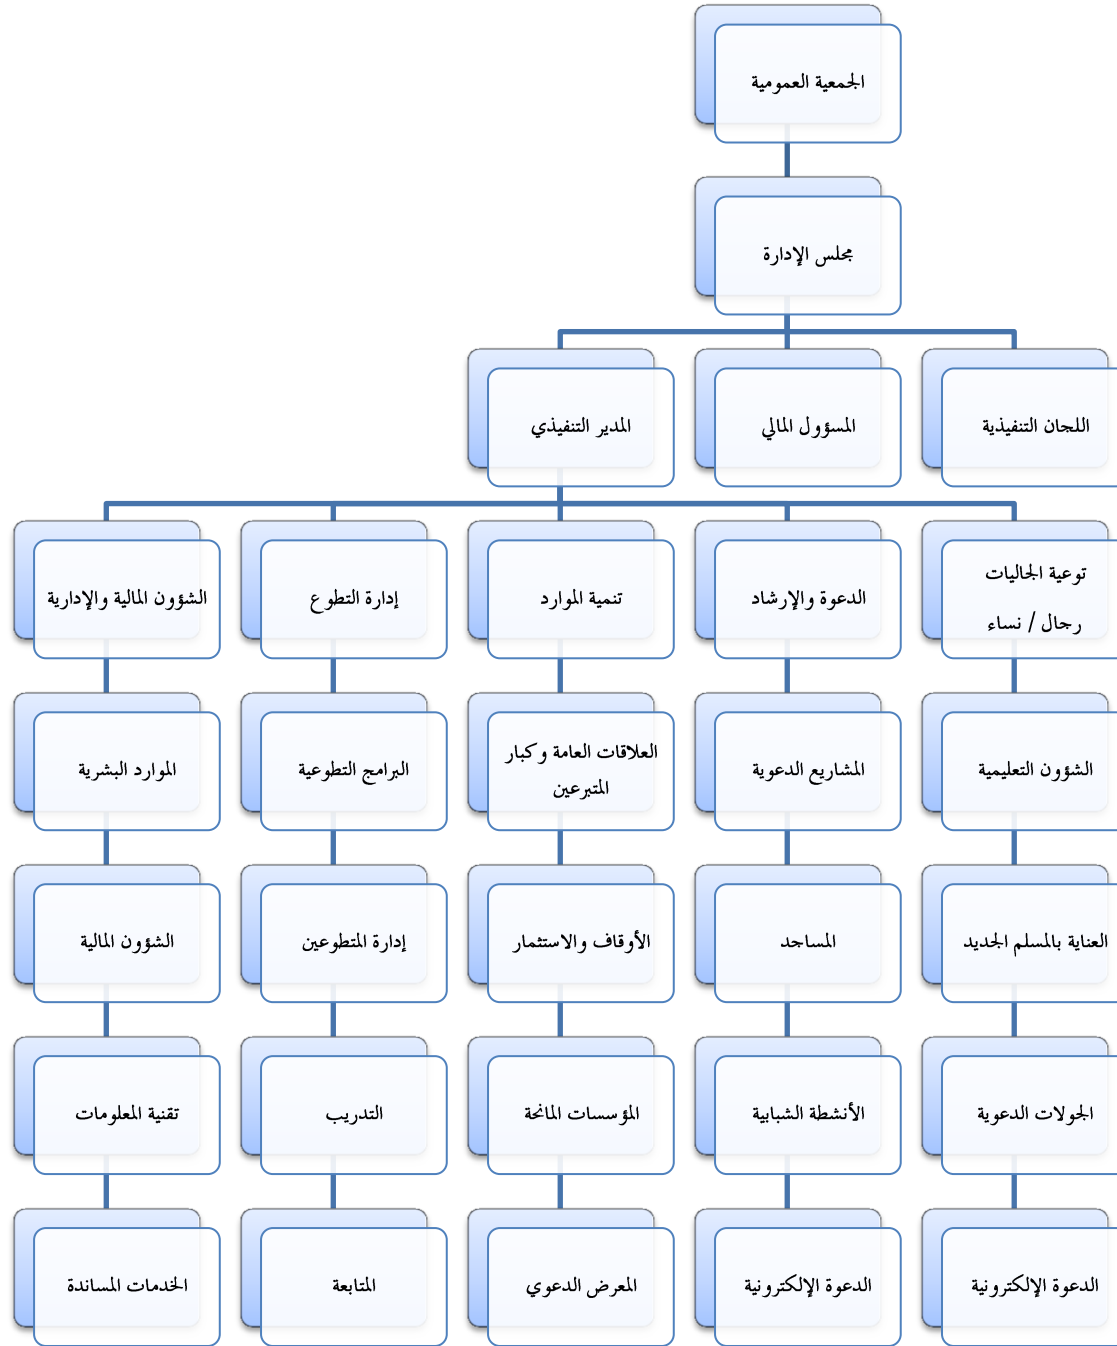 الجمعية العمومية
مجلس الإدارة
اللجان التنفيذية
المسؤول المالي
المدير التنفيذي
توعية الجاليات
رجال / نساء
الدعوة والإرشاد
تنمية الموارد
إدارة التطوع
الشؤون المالية والإدارية
الشؤون التعليمية
المشاريع الدعوية
العلاقات العامة وكبار
المتبرعين
البرامج التطوعية
الموارد البشرية
العناية بالمسلم الجديد
المساجد
الأوقاف والاستثمار
إدارة المتطوعين
الشؤون المالية
الجولات الدعوية
الأنشطة الشبابية
المؤسسات المانحة
التدريب
تقنية المعلومات
الدعوة الإلكترونية
الدعوة الإلكترونية
المعرض الدعوي
المتابعة
الخدمات المساندة